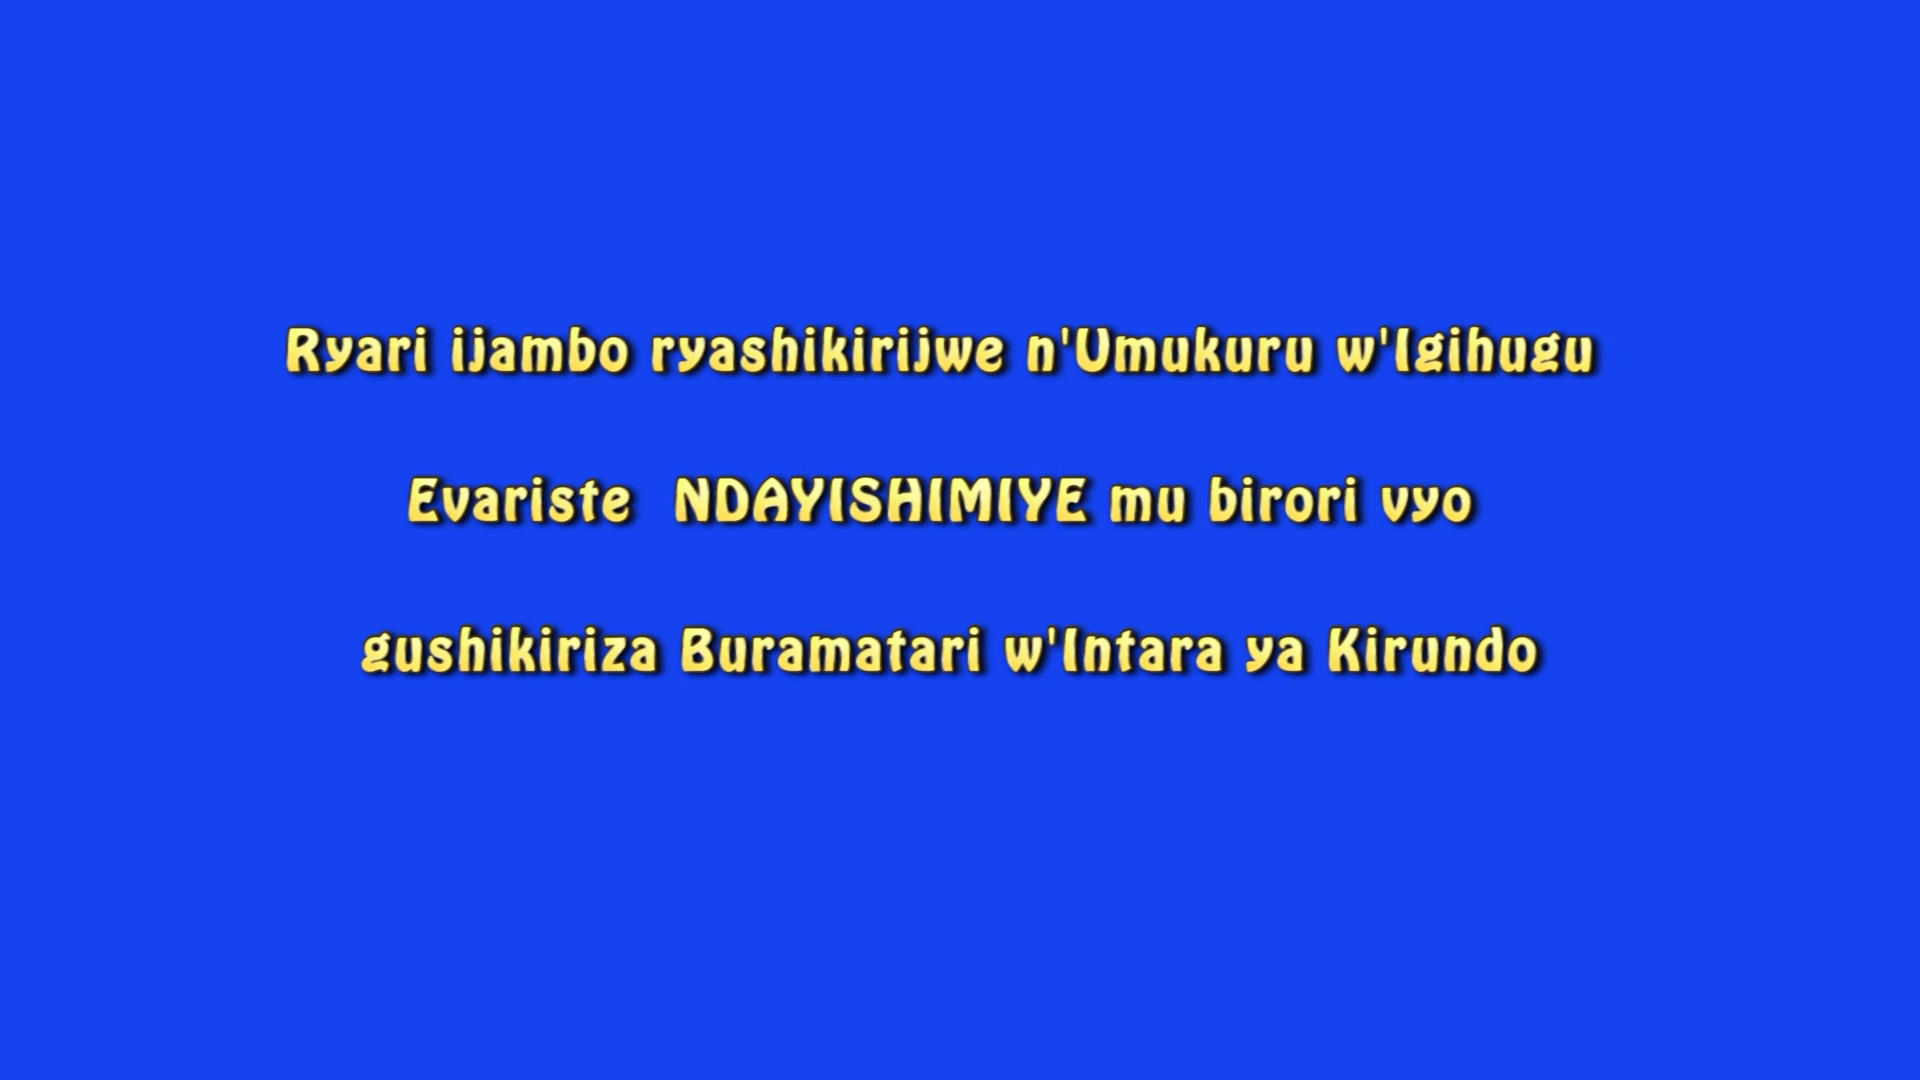 Ryari ijambo ryashikirijwe n'Umukuru w'Igihugu
Evariste NDAYISHIMIYE mu birori vyo
gushikiriza Buramatari w'Intara ya Kirundo